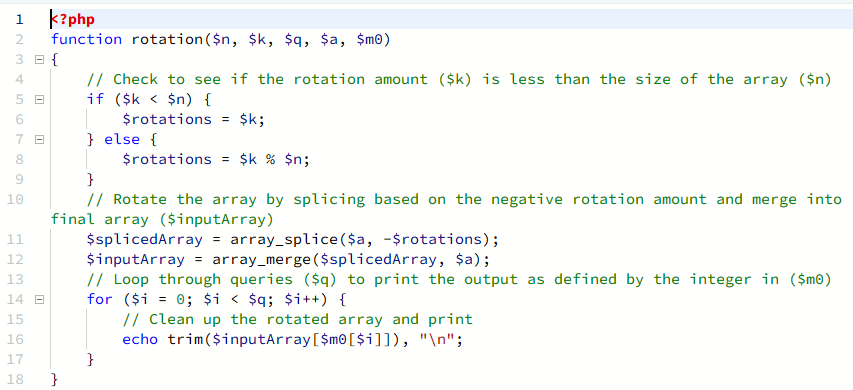 1 <?php
2 function rotation($n, $k, $q, $a, $m0)
3 {
4 // Check to see if the rotation amount ($k) is less than the size of the array ($n)
5 if ($k < $n) {
6 $rotations = $k;
7 } else {
8 $rotations = $k % $n;
9 }
10 // Rotate the array by splicing based on the negative rotation amount and merge into
final array ($inputArray)
11 $splicedArray = array_splice($a, -$rotations);
12 $inputArray = array_merge($splicedArray, $a);
13 // Loop through queries ($q) to print the output as defined by the integer in ($m0)
14 for ($i = 0; $i < $q; $i++) {
15 // Clean up the rotated array and print
16 echo trim($inputArray[$m0[$i]]), "\n";
17 }
18 }